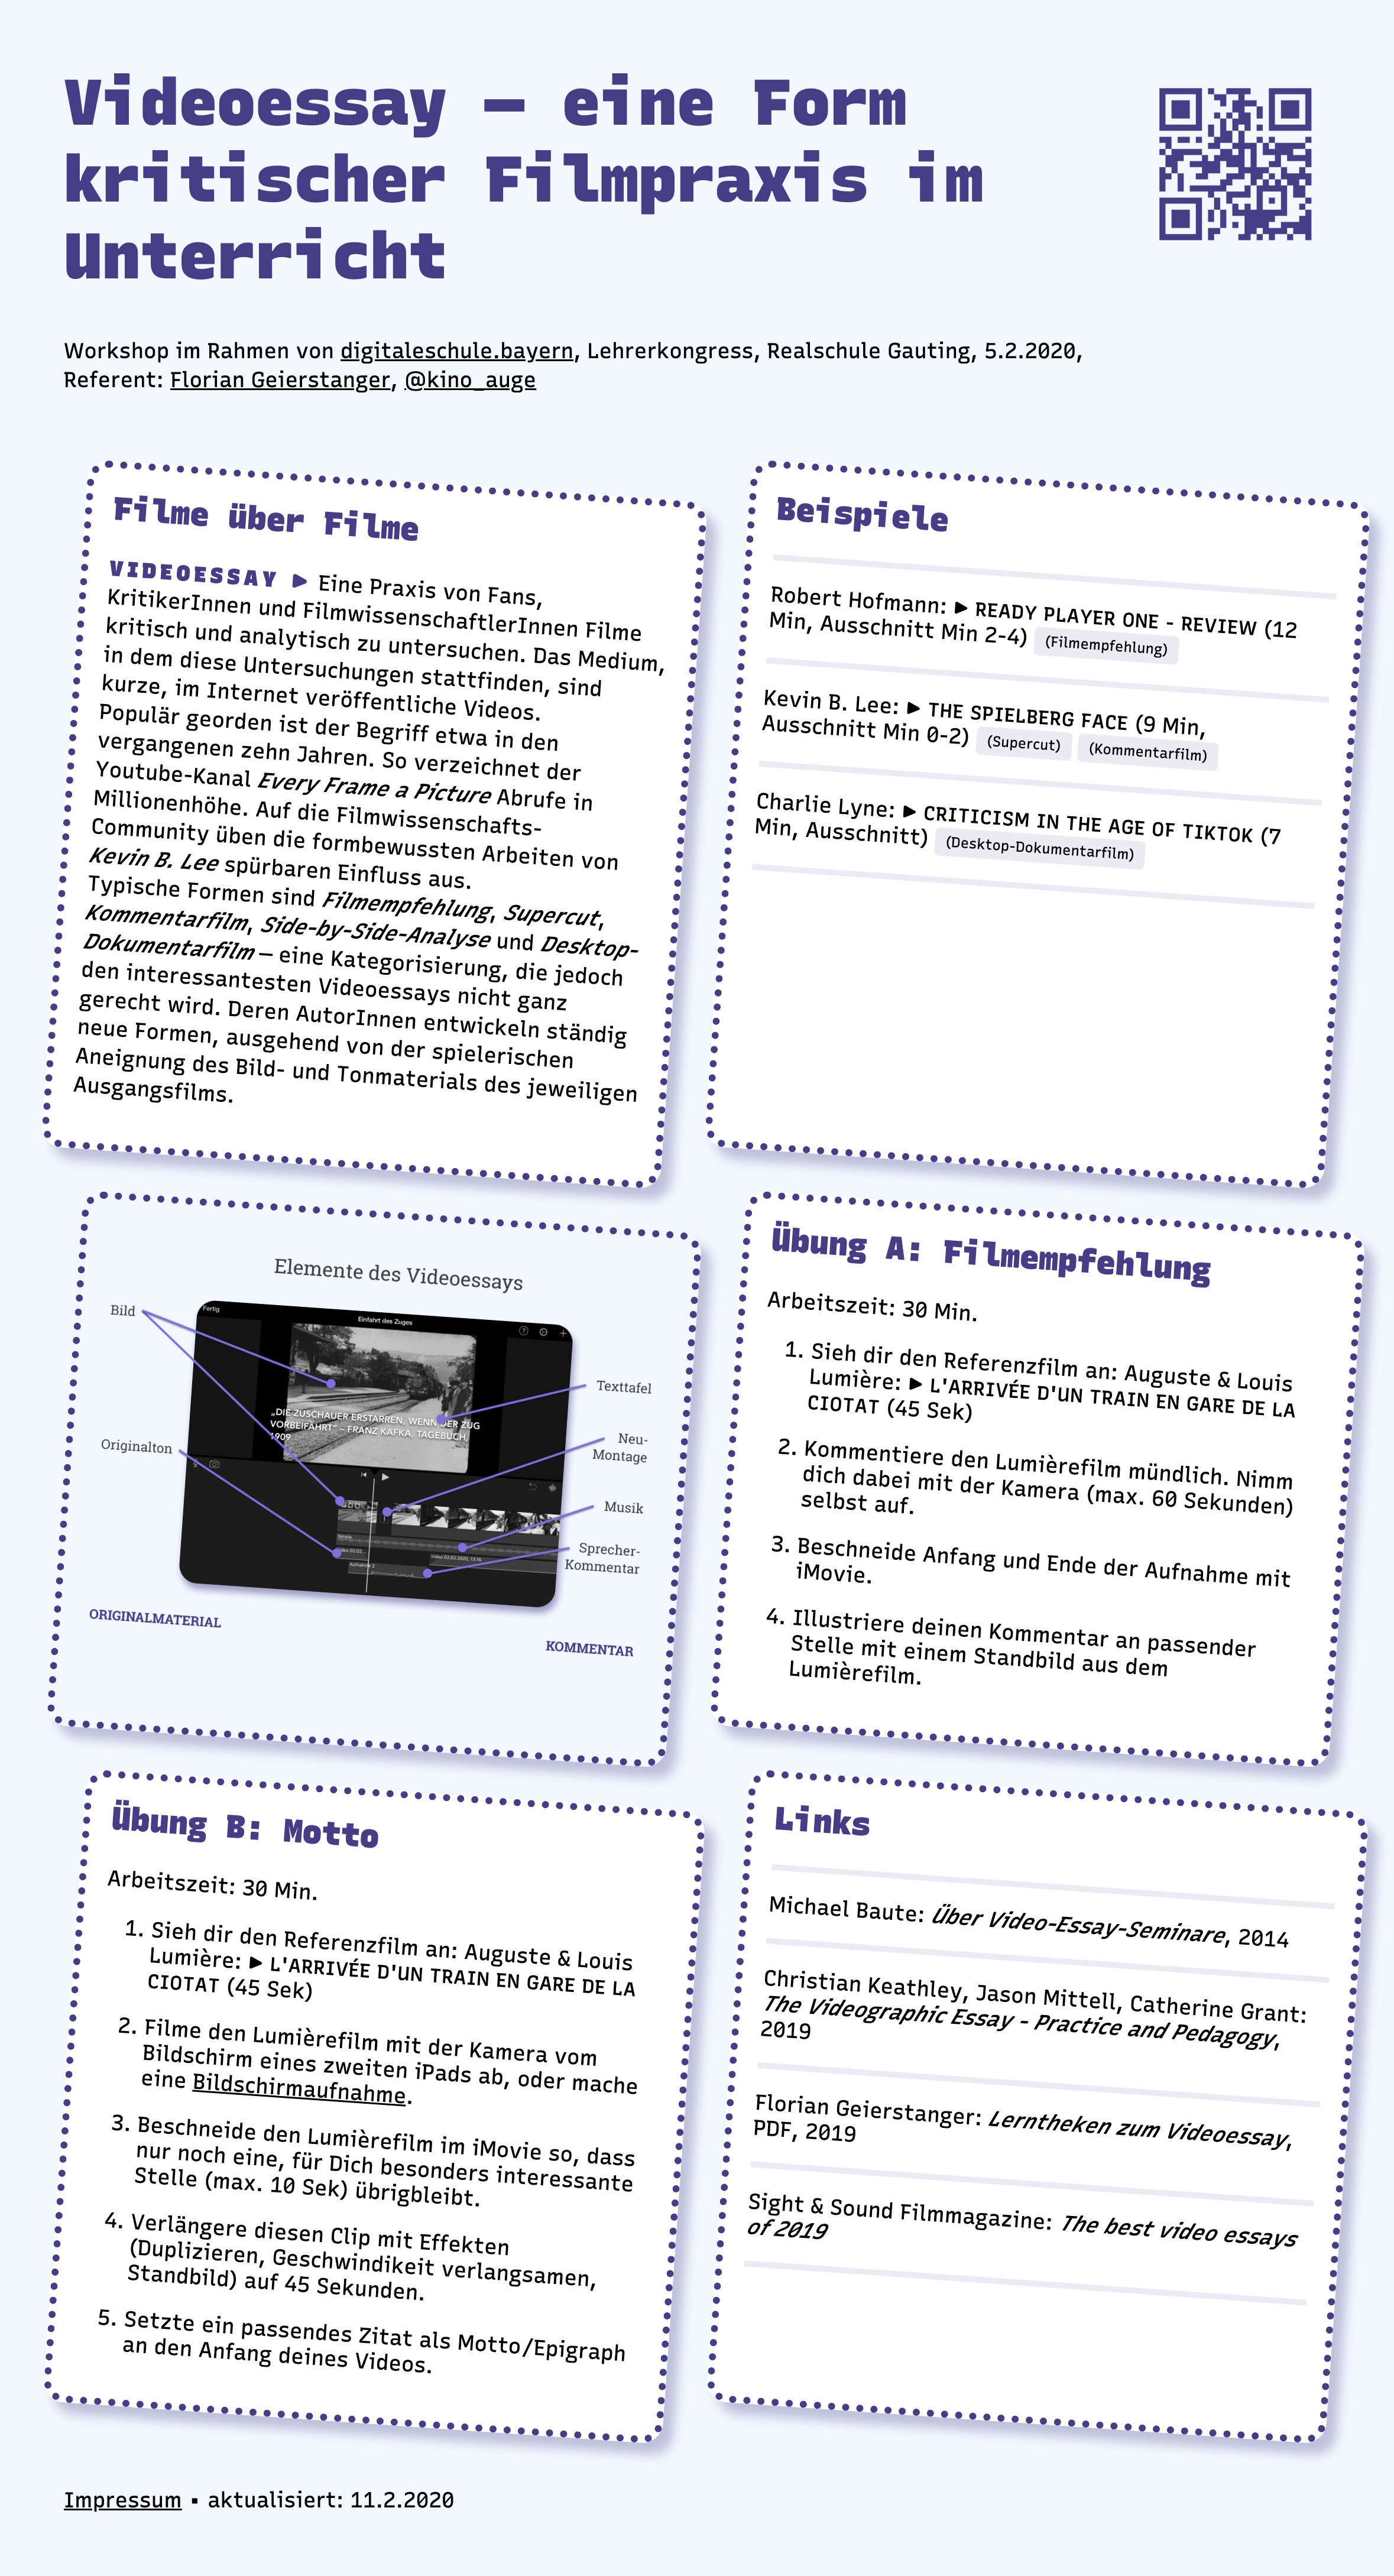 Videoessay — eine Form
kritischer Filmpraxis im
Unterricht
Workshop im Rahmen von digitaleschule.bayern, Lehrerkongress, Realschule Gauting, 5.2.2020,
Referent: Florian Geierstanger, @kino_auge
Filme über Filme
VIDEOESSAY ▶ Eine Praxis von Fans,
KritikerInnen und FilmwissenschaftlerInnen Filme
kritisch und analytisch zu untersuchen. Das Medium,
in dem diese Untersuchungen stattfinden, sind
kurze, im Internet veröffentliche Videos.
Populär georden ist der Begriff etwa in den
vergangenen zehn Jahren. So verzeichnet der
Youtube-Kanal Every Frame a Picture Abrufe in
Millionenhöhe. Auf die Filmwissenschafts-
Community üben die formbewussten Arbeiten von
Kevin B. Lee spürbaren Einfluss aus.
Typische Formen sind Filmempfehlung, Supercut,
Kommentarfilm, Side-by-Side-Analyse und Desktop-
Dokumentarfilm — eine Kategorisierung, die jedoch
den interessantesten Videoessays nicht ganz
gerecht wird. Deren AutorInnen entwickeln ständig
neue Formen, ausgehend von der spielerischen
Aneignung des Bild- und Tonmaterials des jeweiligen
Ausgangsfilms.
Beispiele
Robert Hofmann: ▶ READY PLAYER ONE - REVIEW (12
Min, Ausschnitt Min 2-4) (Filmempfehlung)
Kevin B. Lee: ▶ THE SPIELBERG FACE (9 Min,
Ausschnitt Min 0-2) (Supercut) (Kommentarfilm)
Charlie Lyne: ▶ CRITICISM IN THE AGE OF TIKTOK (7
Min, Ausschnitt) (Desktop-Dokumentarfilm)
Elemente des Videoessays
Bild
Originalton
Fertig
Einfahrt des Zuges
„DIE ZUSCHAUER ERSTARREN, WENN DER ZUG
VORBEIFÄHRT" – FRANZ KAFKA, TAGEBUCH,
1909
Texttafel
Neu-
Montage
Musik
Sprecher-
Kommentar
ORIGINALMATERIAL
KOMMENTAR
Übung A: Filmempfehlung
Arbeitszeit: 30 Min.
1. Sieh dir den Referenzfilm an: Auguste & Louis
Lumière: ▶ L'ARRIVÉE D'UN TRAIN EN GARE DE LA
CIOTAT (45 Sek)
2. Kommentiere den Lumièrefilm mündlich. Nimm
dich dabei mit der Kamera (max. 60 Sekunden)
selbst auf.
3. Beschneide Anfang und Ende der Aufnahme mit
iMovie.
4. Illustriere deinen Kommentar an passender
Stelle mit einem Standbild aus dem
Lumièrefilm.
Übung B: Motto
Arbeitszeit: 30 Min.
1. Sieh dir den Referenzfilm an: Auguste & Louis
Lumière: ▶ L'ARRIVÉE D'UN TRAIN EN GARE DE LA
CIOTAT (45 Sek)
2. Filme den Lumièrefilm mit der Kamera vom
Bildschirm eines zweiten iPads ab, oder mache
eine Bildschirmaufnahme.
3. Beschneide den Lumièrefilm im iMovie so, dass
nur noch eine, für Dich besonders interessante
Stelle (max. 10 Sek) übrigbleibt.
4. Verlängere diesen Clip mit Effekten
(Duplizieren, Geschwindikeit verlangsamen,
Standbild) auf 45 Sekunden.
5. Setzte ein passendes Zitat als Motto/Epigraph
an den Anfang deines Videos.
Links
Michael Baute: Über Video-Essay-Seminare, 2014
Christian Keathley, Jason Mittell, Catherine Grant:
The Videographic Essay - Practice and Pedagogy,
2019
Florian Geierstanger: Lerntheken zum Videoessay,
PDF, 2019
Sight & Sound Filmmagazine: The best video essays
of 2019
Impressum ▪ aktualisiert: 11.2.2020